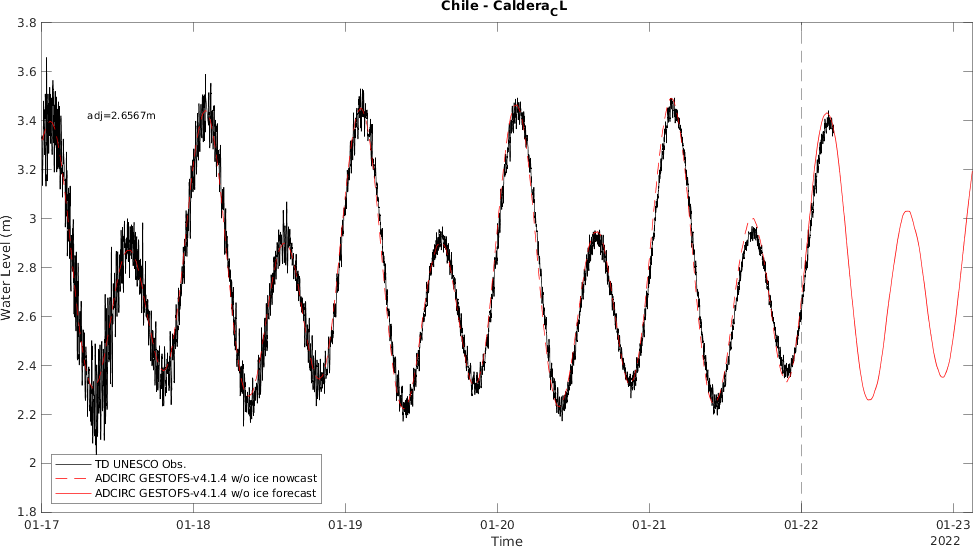 Chile - Caldera_CL
3.8
3.6
3.4
3.2
3
2.8
2.6
2.4
2.2
2
1.8
Water Level (m)
adj=2.6567m
TD UNESCO Obs.
ADCIRC GESTOFS-v4.1.4 w/o ice nowcast
ADCIRC GESTOFS-v4.1.4 w/o ice forecast
01-17 01-18 01-19 01-20 01-21 01-22 01-23
Time 2022